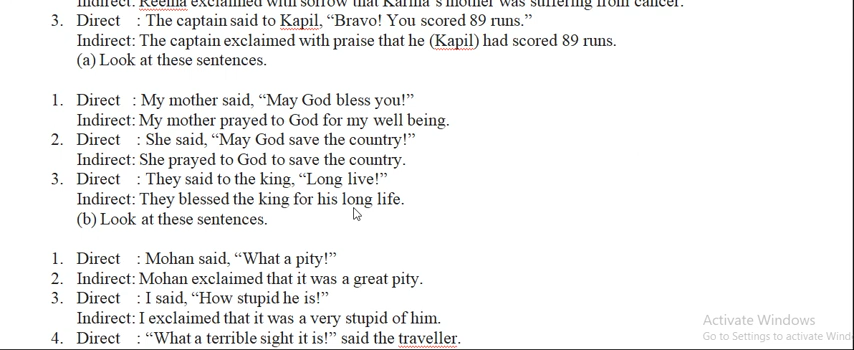 Indirect: Reema exclaimed with sorrow that Karina's mother was suffering from cancer.
3. Direct : The captain said to Kapil, “Bravo! You scored 89 runs.”
Indirect: The captain exclaimed with praise that he (Kapil) had scored 89 runs.
(a) Look at these sentences.
1. Direct : My mother said, “May God bless you!”
Indirect: My mother prayed to God for my well being.
2. Direct : She said, “May God save the country!”
Indirect: She prayed to God to save the country.
3. Direct : They said to the king, “Long live!”
Indirect: They blessed the king for his long life.
(b) Look at these sentences.
1. Direct : Mohan said, “What a pity!”
2. Indirect: Mohan exclaimed that it was a great pity.
3. Direct : I said, “How stupid he is!”
Indirect: I exclaimed that it was a very stupid of him.
4. Direct : “What a terrible sight it is!” said the traveller.
Activate Windows
Go to Settings to activate Wind